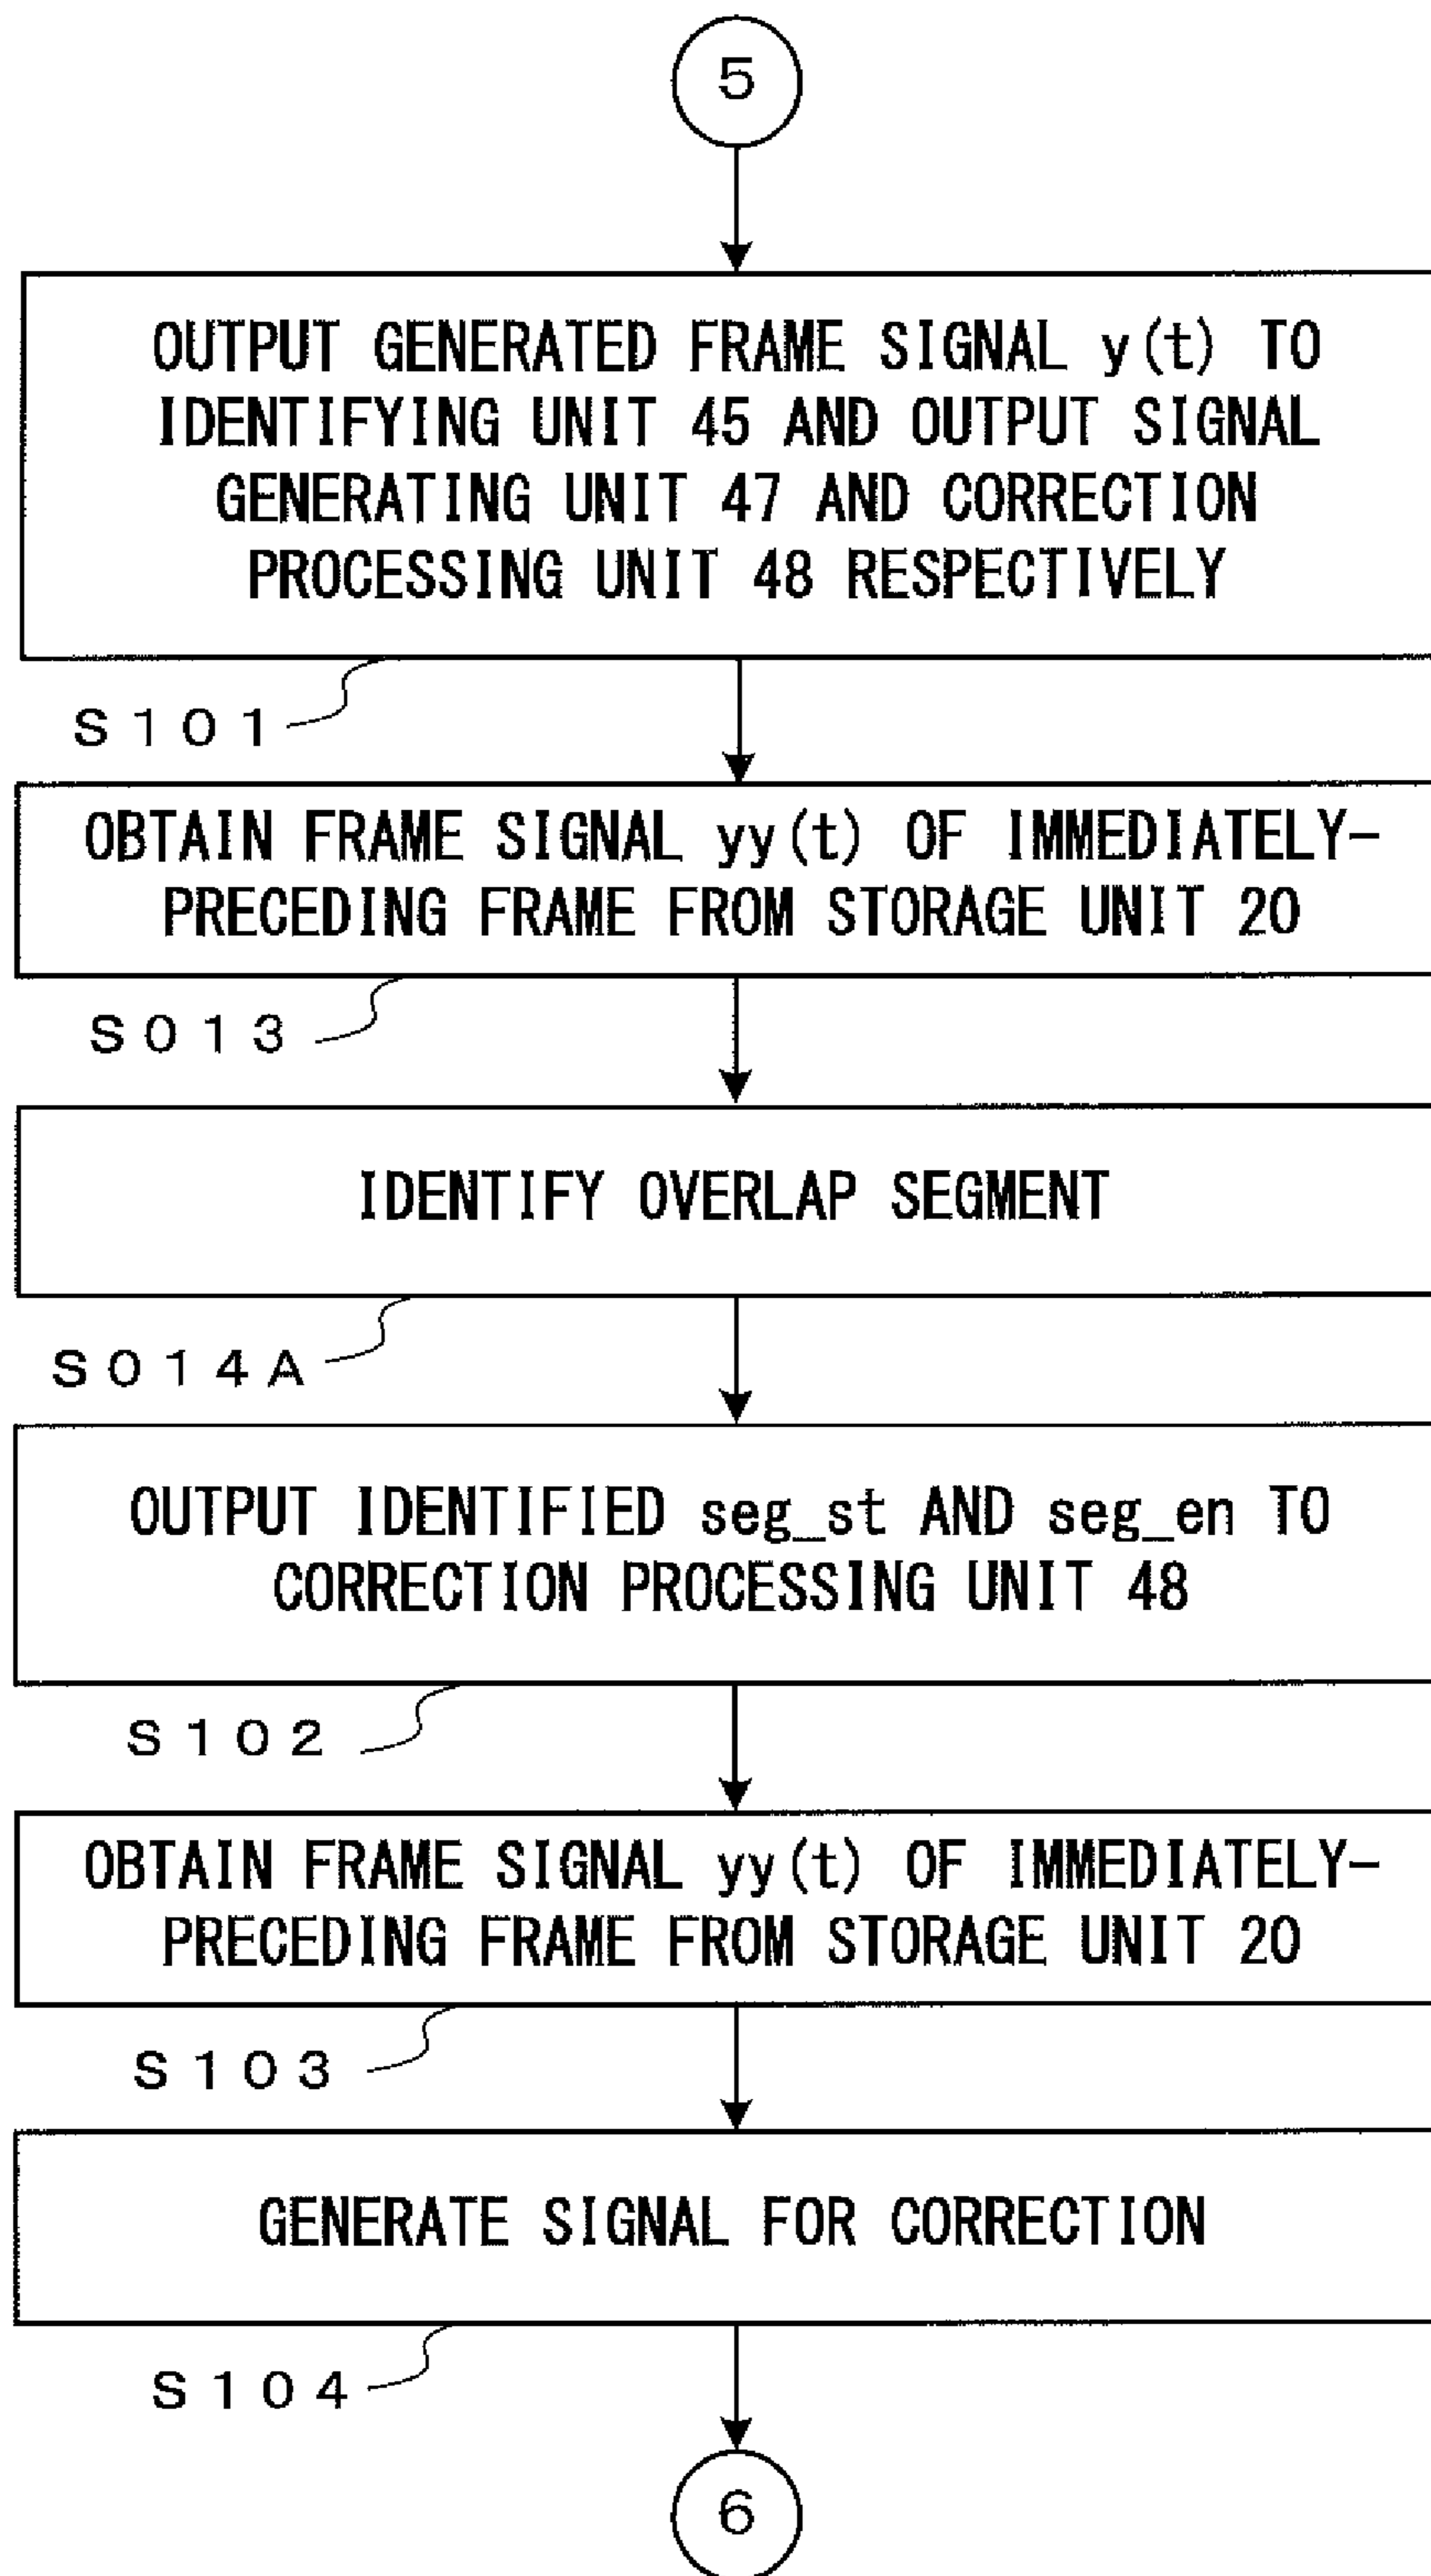 5
OUTPUT GENERATED FRAME SIGNAL y(t) TO
IDENTIFYING UNIT 45 AND OUTPUT SIGNAL
GENERATING UNIT 47 AND CORRECTION
PROCESSING UNIT 48 RESPECTIVELY
S101
OBTAIN FRAME SIGNAL yy(t) OF IMMEDIATELY-
PRECEDING FRAME FROM STORAGE UNIT 20
S013
IDENTIFY OVERLAP SEGMENT
S014A
OUTPUT IDENTIFIED seg_st AND seg_en TO
CORRECTION PROCESSING UNIT 48
S102
OBTAIN FRAME SIGNAL yy(t) OF IMMEDIATELY-
PRECEDING FRAME FROM STORAGE UNIT 20
S103
GENERATE SIGNAL FOR CORRECTION
S104
6